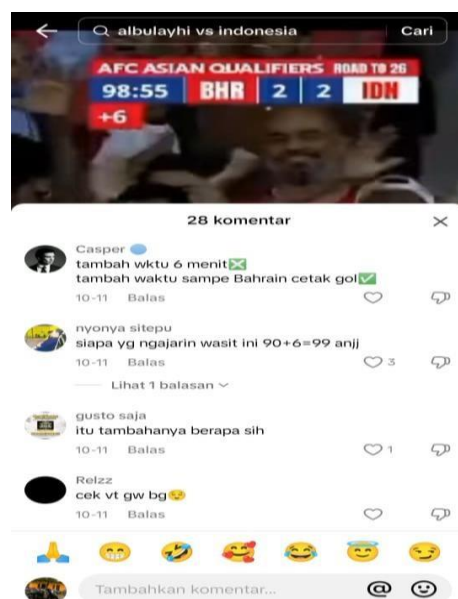 albulayhi vs indonesia Cari
AFC ASIAN QUALIFIERS ROAD TO 26
98:55 BHR 2 2 IDN
+6
28 komentar
Casper
tambah wktu 6 menit❎
tambah waktu sampe Bahrain cetak gol✅
10-11 Balas
nyonya sitepu
siapa yg ngajarin wasit ini 90+6=99 anjj
10-11 Balas 3
Lihat 1 balasan
gusto saja
itu tambahanya berapa sih
10-11 Balas 1
Relzz
cek vt gw bg😏
10-11 Balas
Tambahkan komentar... @